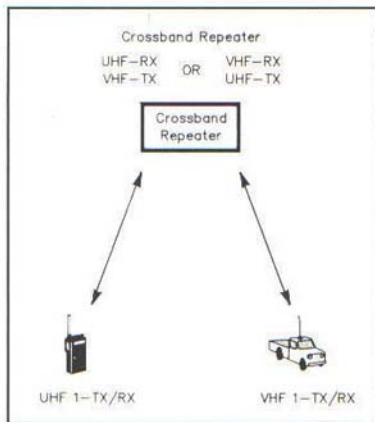 Crossband Repeater
UHF-RX OR VHF-RX
VHF-TX UHF-TX
Crossband
Repeater
UHF 1-TX/RX VHF 1-TX/RX